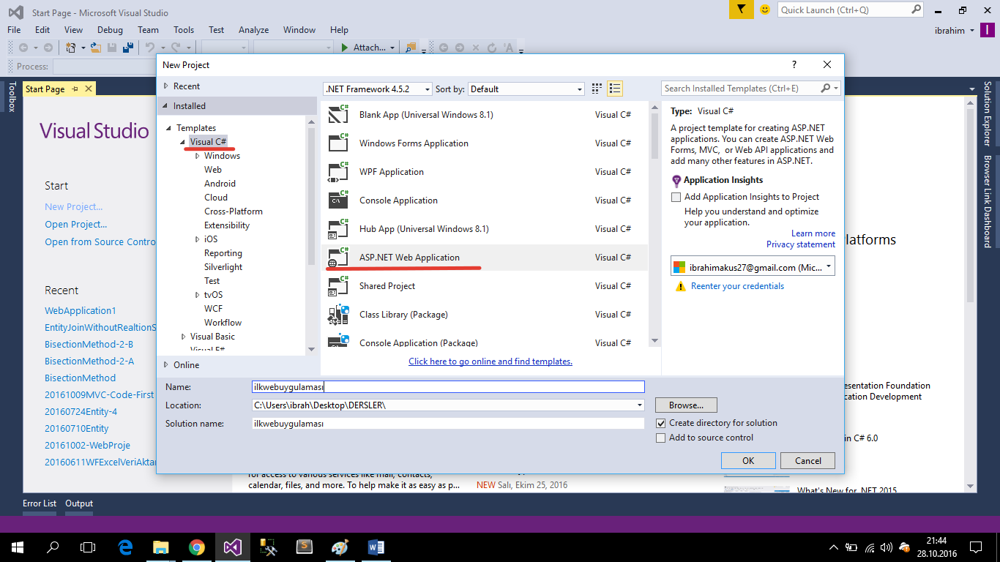 Start Page - Microsoft Visual Studio
Quick Launch (Ctrl+Q)
File Edit View Debug Team Tools Test Analyze Window Help
ibrahim
I
Attach...
Process:
Toolbox
Start Page
Visual Studio
Start
New Project...
Open Project...
Open from Source Contro
Recent
WebApplication1
EntityJoinWithoutRealtionS
BisectionMethod-2-B
BisectionMethod-2-A
BisectionMethod
20161009MVC-Code-First
20160724Entity-4
20160710Entity
20161002-WebProje
20160611WFExcelVeriAktar
New Project
?
Recent
Installed
Templates
Visual C#
Windows
Web
Android
Cloud
Cross-Platform
Extensibility
iOS
Reporting
Silverlight
Test
tvOS
WCF
Workflow
Visual Basic
Visual F#
Online
.NET Framework 4.5.2
Sort by: Default
Search Installed Templates (Ctrl+E)
Blank App (Universal Windows 8.1) Visual C#
Windows Forms Application Visual C#
WPF Application Visual C#
Console Application Visual C#
Hub App (Universal Windows 8.1) Visual C#
ASP.NET Web Application Visual C#
Shared Project Visual C#
Class Library (Package) Visual C#
Console Application (Package) Visual C#
Click here to go online and find templates.
Type: Visual C#
A project template for creating ASP.NET
applications. You can create ASP.NET Web
Forms, MVC, or Web API applications and
add many other features in ASP.NET.
Application Insights
Add Application Insights to Project
Help you understand and optimize
your application.
Learn more
Privacy statement
ibrahimakus27@gmail.com (Mic...
Reenter your credentials
Name: ilkwebuygulaması
Location: C:\Users\ibrah\Desktop\DERSLER\
Browse...
Solution name: ilkwebuygulaması
Create directory for solution
Add to source control
OK Cancel
Platforms
esentation Foundation
cation Development
in C# 6.0
for access to various services like mail, contacts,
calendar, files, and more. To help make it as easy as p...
NEW Salı, Ekim 25, 2016
What's New for .NET 2015
Solution Explorer
Browser Link Dashboard
Error List Output
21:44
28.10.2016